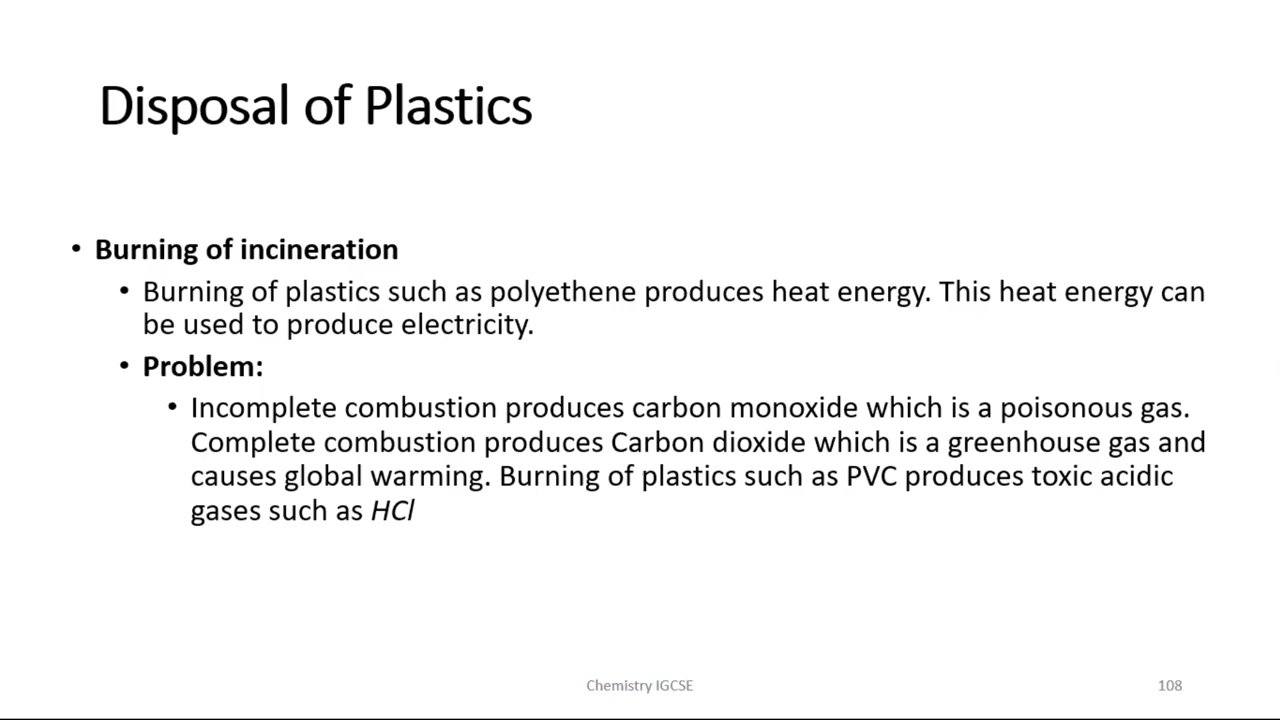 Disposal of Plastics
• Burning of incineration
• Burning of plastics such as polyethene produces heat energy. This heat energy can
be used to produce electricity.
• Problem:
• Incomplete combustion produces carbon monoxide which is a poisonous gas.
Complete combustion produces Carbon dioxide which is a greenhouse gas and
causes global warming. Burning of plastics such as PVC produces toxic acidic
gases such as HCl
Chemistry IGCSE
108